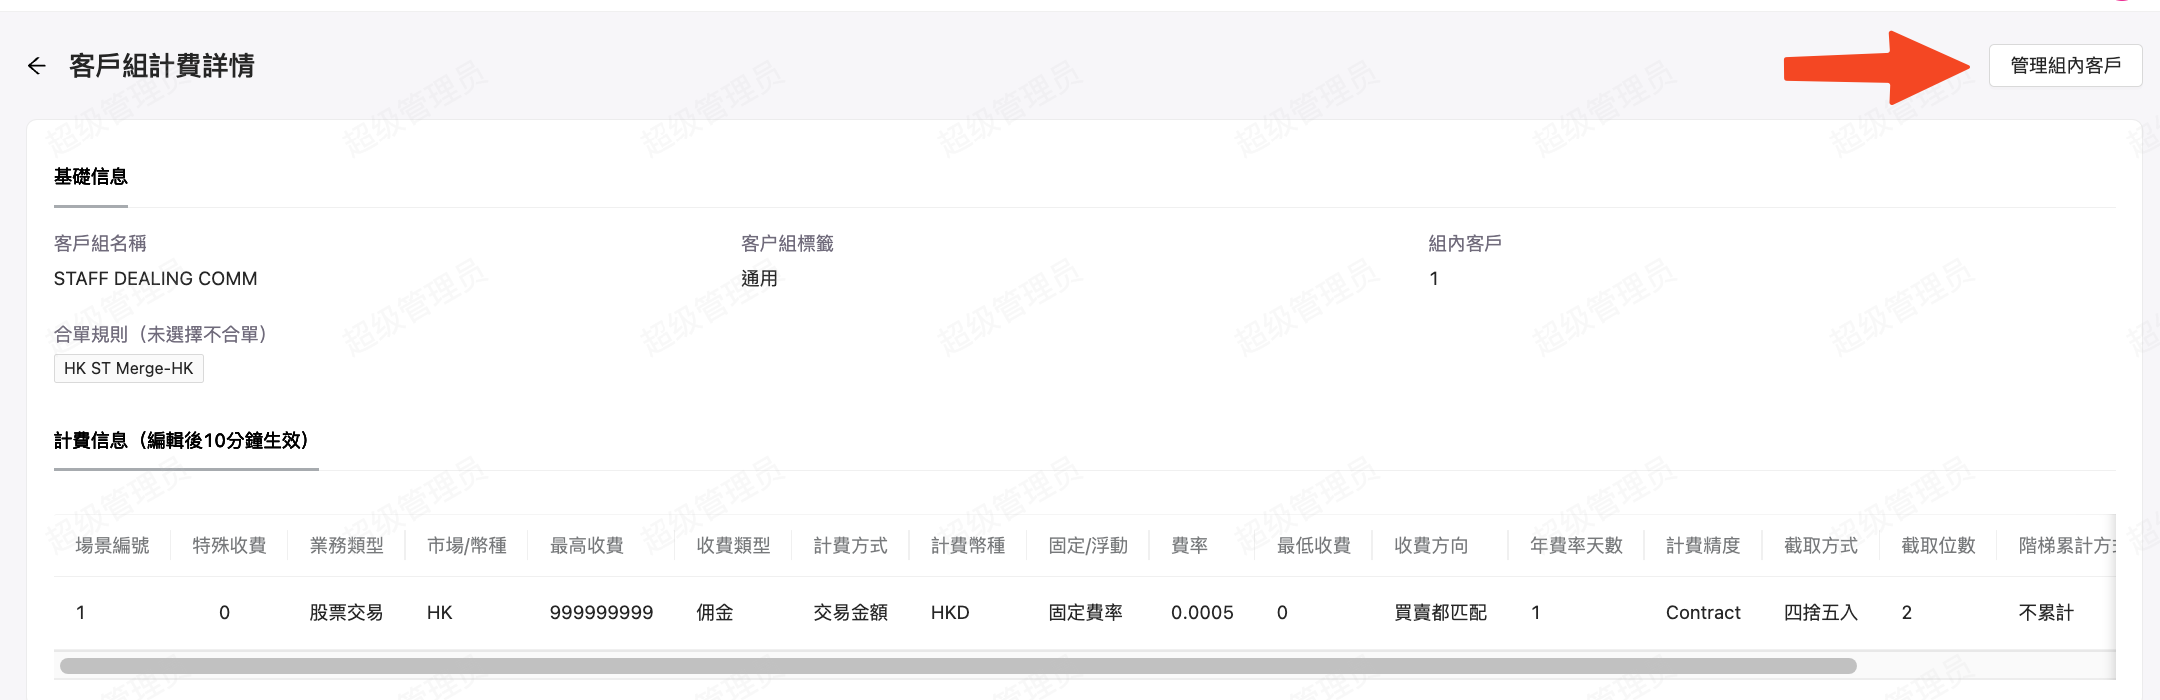 客戶組計費詳情
管理組內客戶
基礎信息
客戶組名稱
客户組標籤
組內客戶
STAFF DEALING COMM
通用
1
合單規則（未選擇不合單）
HK ST Merge-HK
計費信息（編輯後10分鐘生效）
場景編號 特殊收費 業務類型 市場/幣種 最高收費 收費類型 計費方式 計費幣種 固定/浮動 費率 最低收費 收費方向 年費率天數 計費精度 截取方式 截取位數 階梯累計方式
1 0 股票交易 HK 999999999 佣金 交易金額 HKD 固定費率 0.0005 0 買賣都匹配 1 Contract 四捨五入 2 不累計
超级管理员